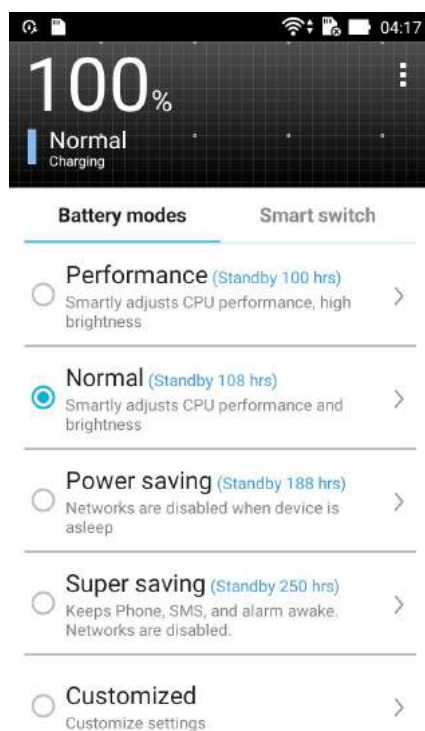 04:17
100%
Normal
Charging
Battery modes
Smart switch
Performance (Standby 100 hrs)
Smartly adjusts CPU performance, high
brightness
Normal (Standby 108 hrs)
Smartly adjusts CPU performance and
brightness
Power saving (Standby 188 hrs)
Networks are disabled when device is
asleep
Super saving (Standby 250 hrs)
Keeps Phone, SMS, and alarm awake.
Networks are disabled.
Customized
Customize settings